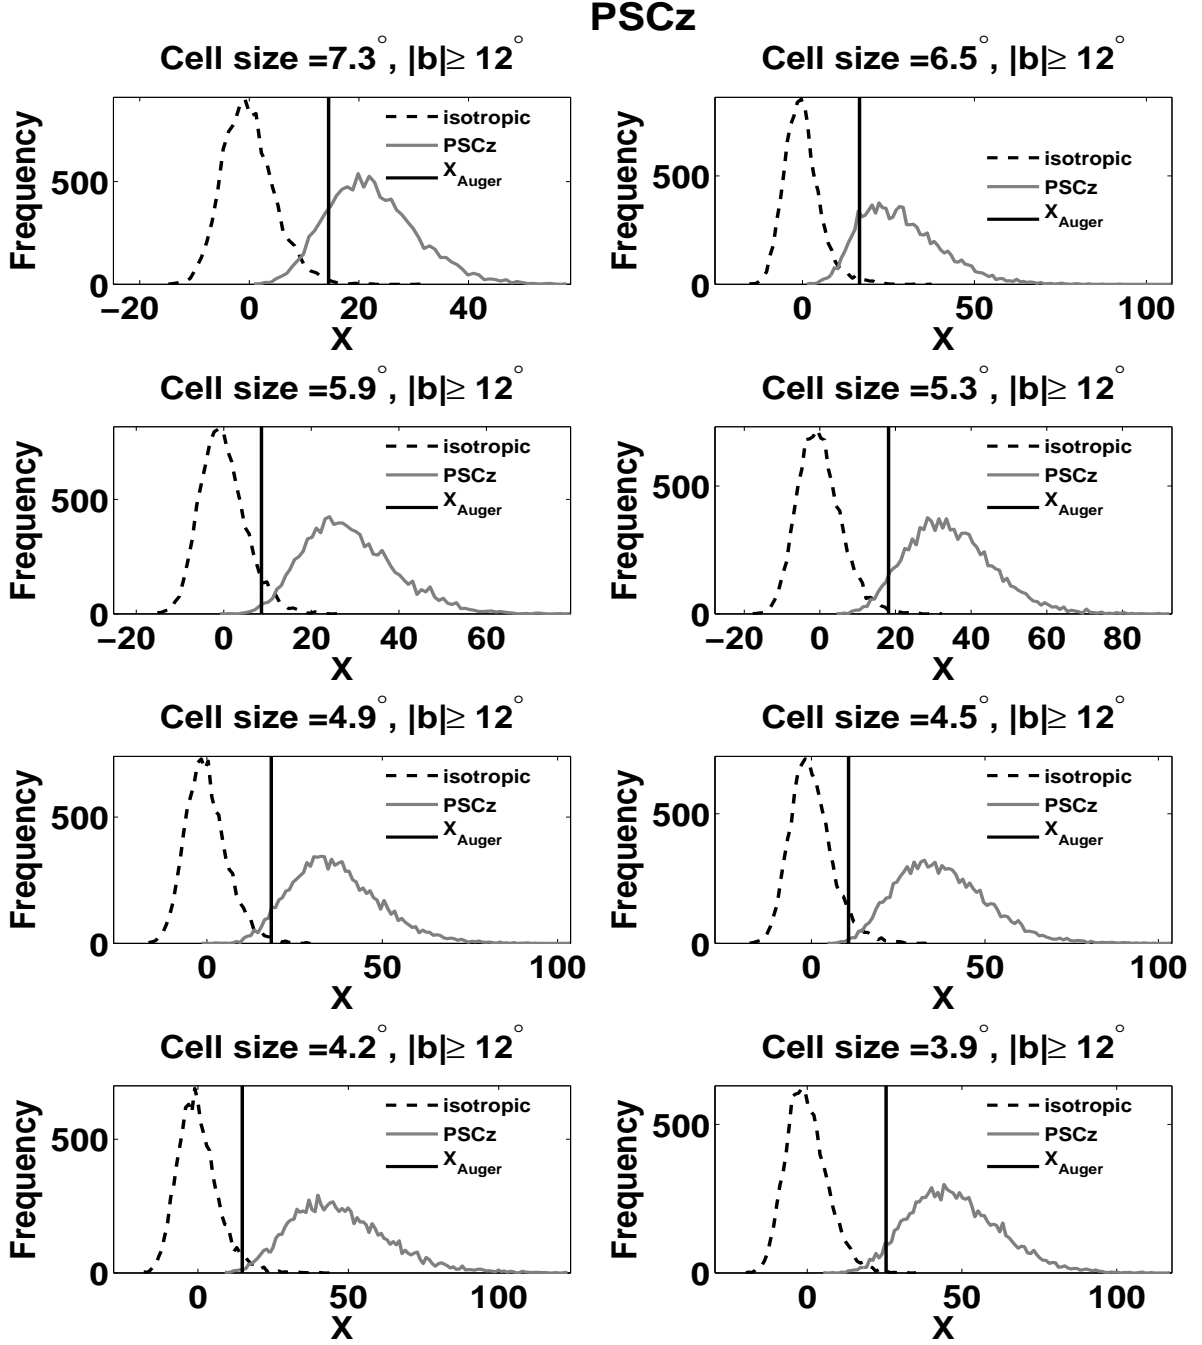 PSCz
Cell size =7.3°, |b|≥ 12°
Frequency
500
0
−20 0 20 40
X
isotropic
PSCz
X_Auger
Cell size =6.5°, |b|≥ 12°
Frequency
500
0
0 50 100
X
isotropic
PSCz
X_Auger
Cell size =5.9°, |b|≥ 12°
Frequency
500
0
−20 0 20 40 60
X
isotropic
PSCz
X_Auger
Cell size =5.3°, |b|≥ 12°
Frequency
500
0
−20 0 20 40 60 80
X
isotropic
PSCz
X_Auger
Cell size =4.9°, |b|≥ 12°
Frequency
500
0
0 50 100
X
isotropic
PSCz
X_Auger
Cell size =4.5°, |b|≥ 12°
Frequency
500
0
0 50 100
X
isotropic
PSCz
X_Auger
Cell size =4.2°, |b|≥ 12°
Frequency
500
0
0 50 100
X
isotropic
PSCz
X_Auger
Cell size =3.9°, |b|≥ 12°
Frequency
500
0
0 50 100
X
isotropic
PSCz
X_Auger